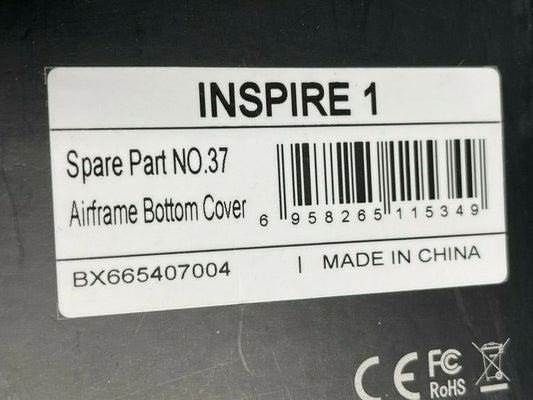 INSPIRE 1
Spare Part NO.37
Airframe Bottom Cover
6 958265 115349
BX665407004 | MADE IN CHINA
CE FC RoHS